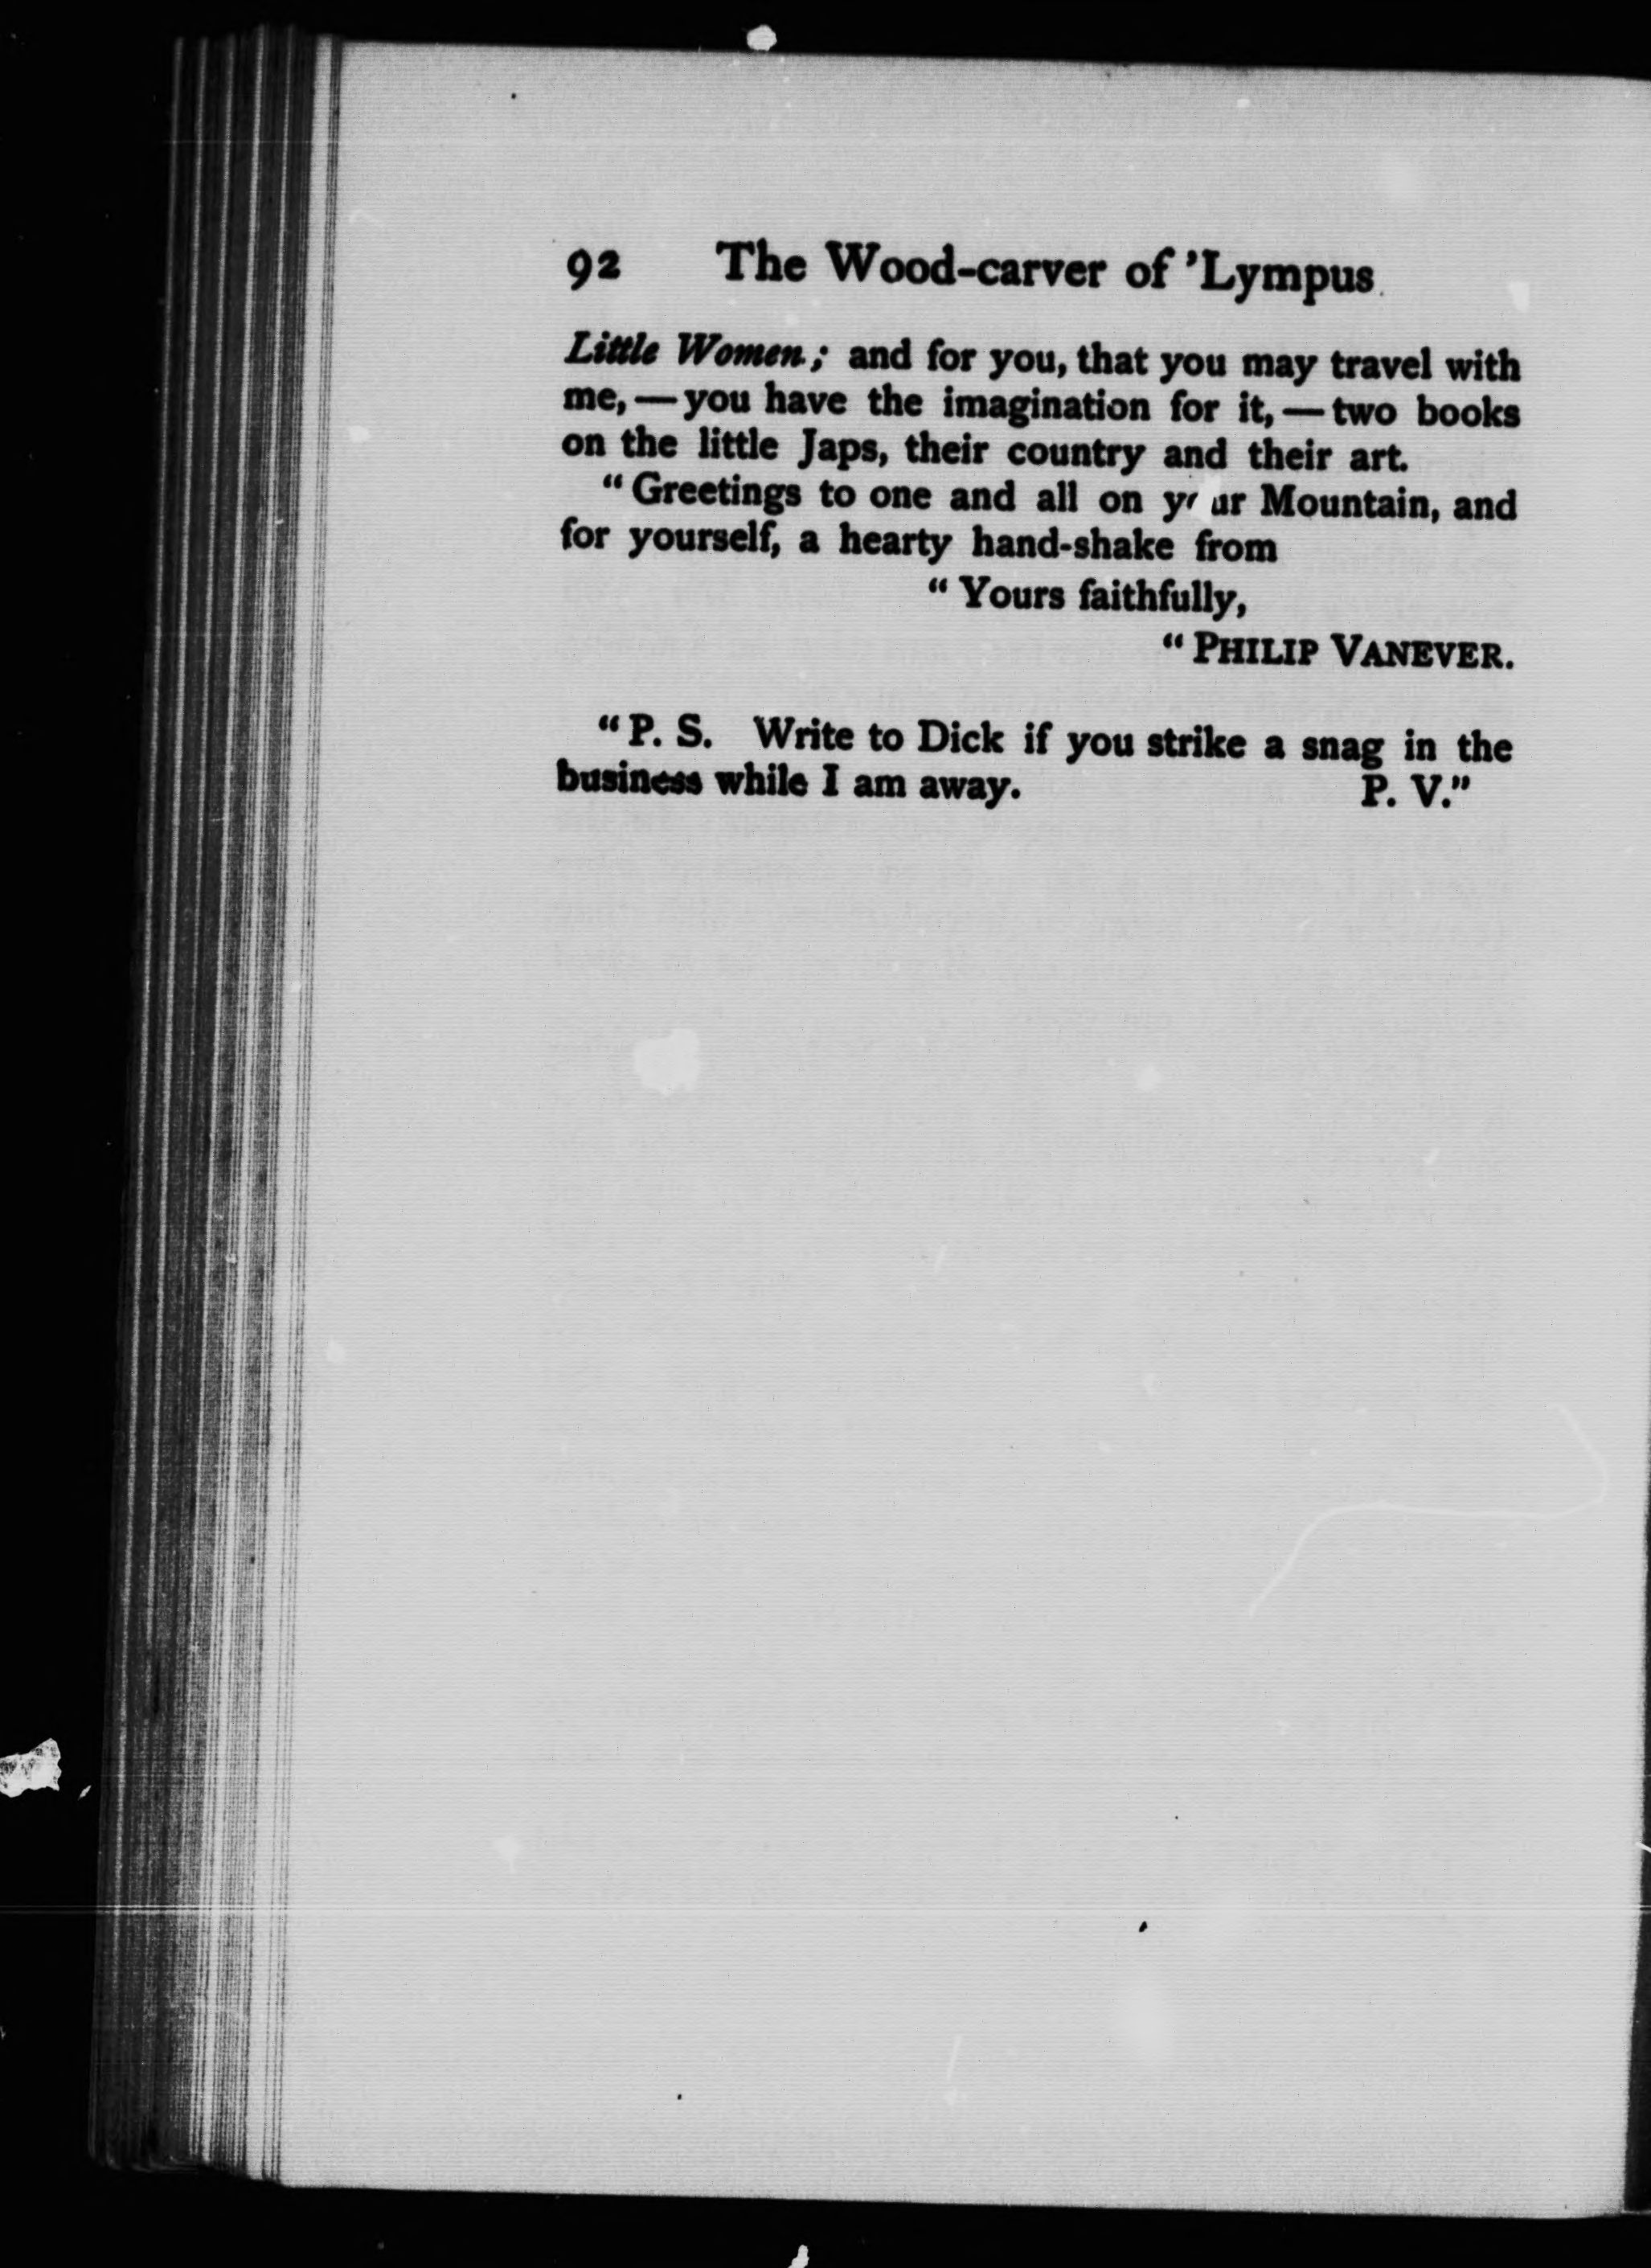 92 The Wood-carver of 'Lympus
Little Women; and for you, that you may travel with
me,—you have the imagination for it,—two books
on the little Japs, their country and their art.
"Greetings to one and all on your Mountain, and
for yourself, a hearty hand-shake from
"Yours faithfully,
"PHILIP VANEVER.
"P. S. Write to Dick if you strike a snag in the
business while I am away. P. V."